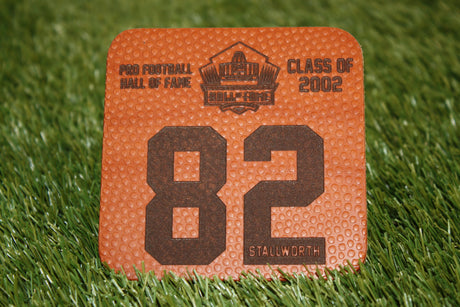 PRO FOOTBALL
HALL OF FAME
HALL OF FAME
CLASS OF
2002
82
STALLWORTH